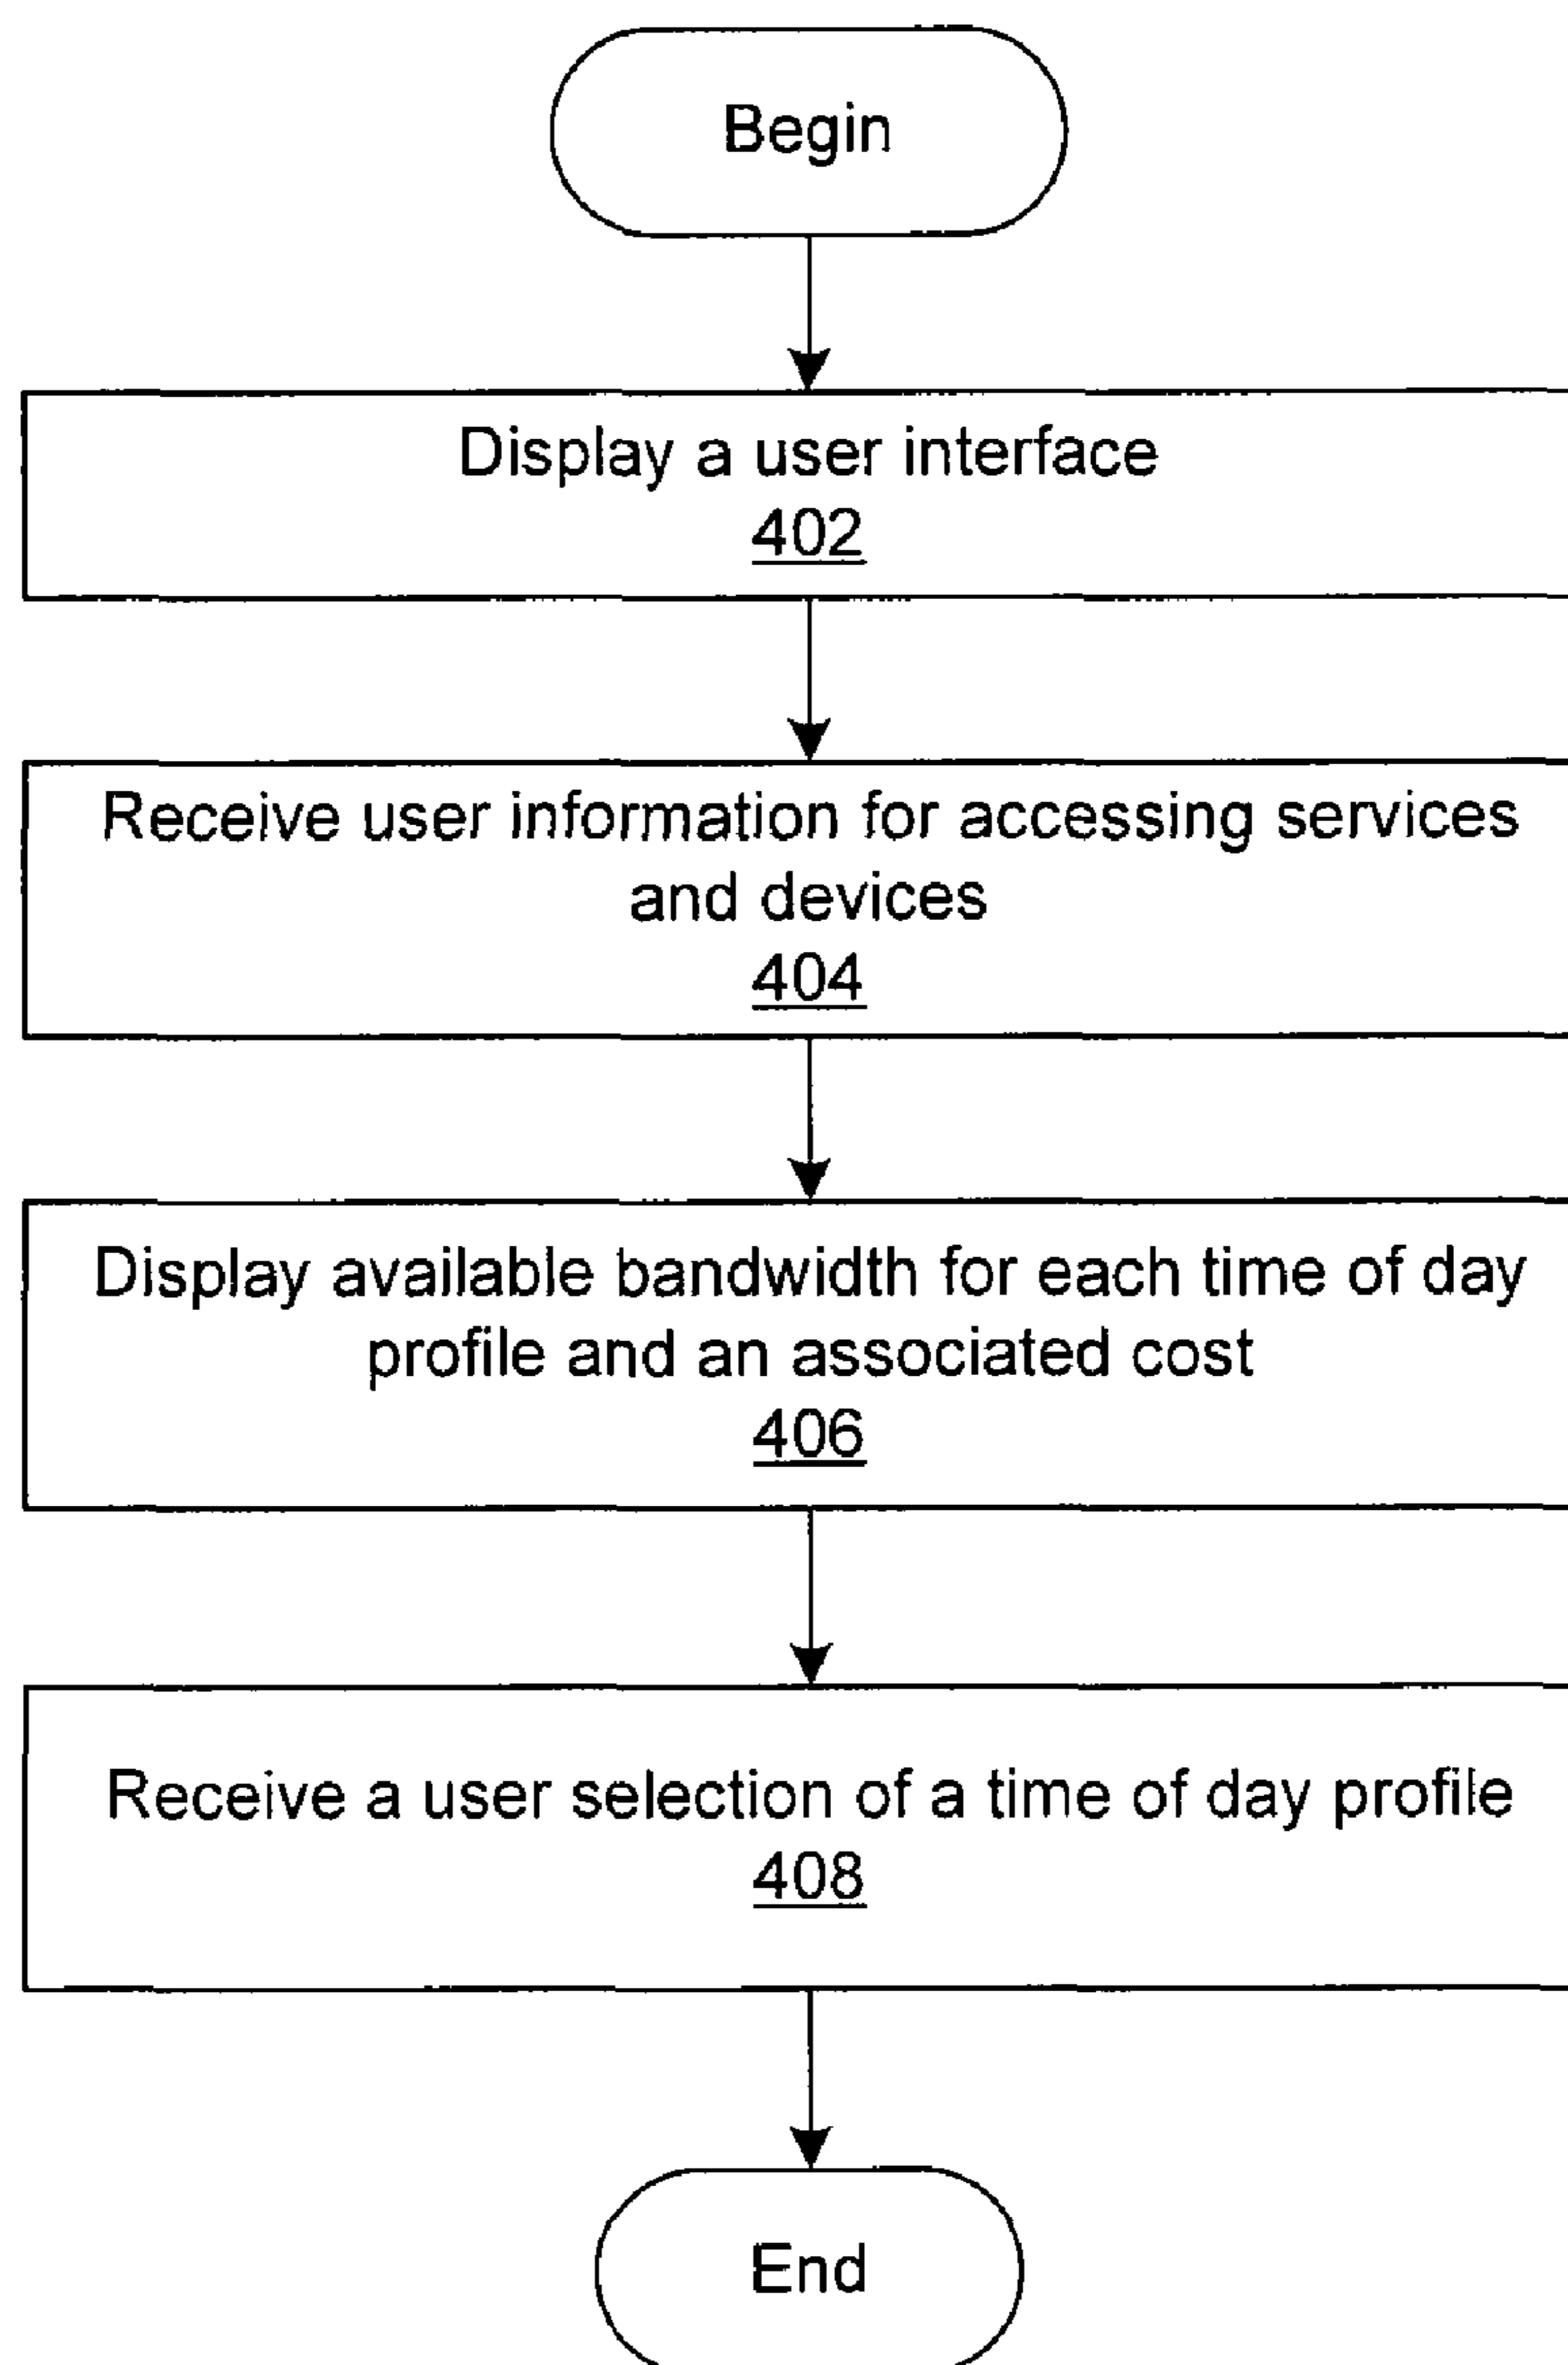 Begin
Display a user interface
402
Receive user information for accessing services
and devices
404
Display available bandwidth for each time of day
profile and an associated cost
406
Receive a user selection of a time of day profile
408
End